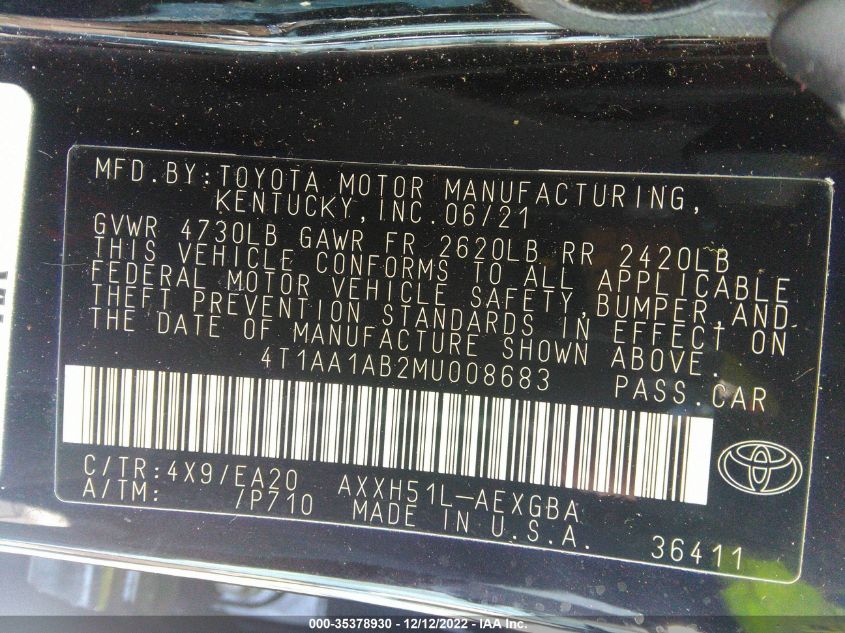 MFD.BY:TOYOTA MOTOR MANUFACTURING,
KENTUCKY,INC.06/21
GVWR 4730LB GAWR FR 2620LB RR 2420LB
THIS VEHICLE CONFORMS TO ALL APPLICABLE
FEDERAL MOTOR VEHICLE SAFETY,BUMPER,AND
THEFT PREVENTION STANDARDS IN EFFECT ON
THE DATE OF MANUFACTURE SHOWN ABOVE.
4T1AA1AB2MU008683 PASS.CAR
C/TR:4X9/EA20 AXXH51L-AEXGBA
A/TM: /P710 MADE IN U.S.A. 36411
000-35378930 - 12/12/2022 - IAA Inc.